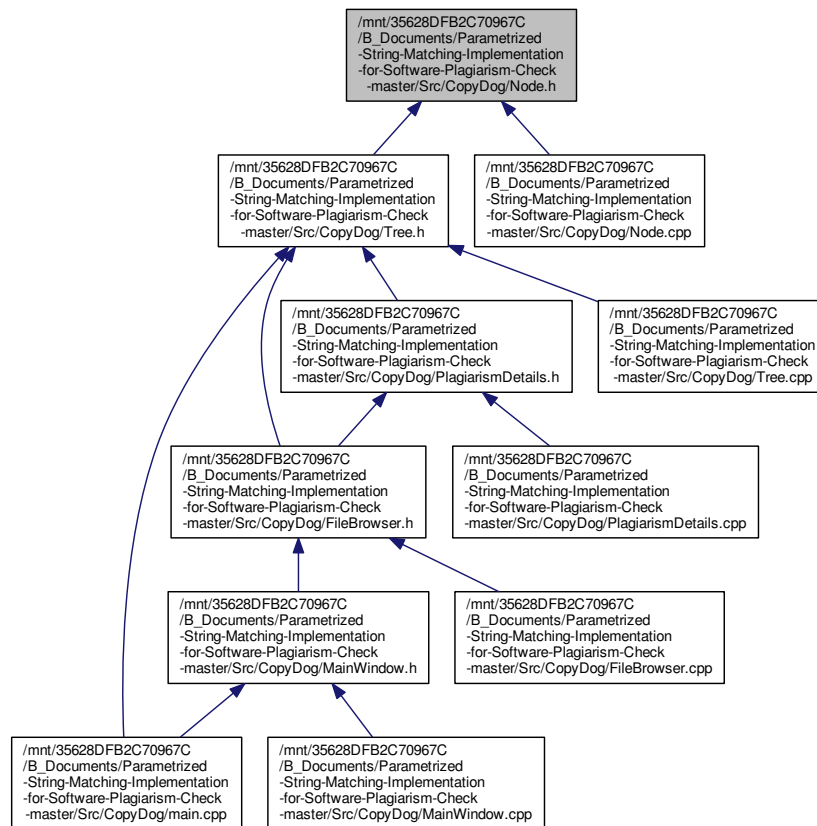 /mnt/35628DFB2C70967C
/B_Documents/Parametrized
-String-Matching-Implementation
-for-Software-Plagiarism-Check
-master/Src/CopyDog/Node.h
/mnt/35628DFB2C70967C
/B_Documents/Parametrized
-String-Matching-Implementation
-for-Software-Plagiarism-Check
-master/Src/CopyDog/Tree.h
/mnt/35628DFB2C70967C
/B_Documents/Parametrized
-String-Matching-Implementation
-for-Software-Plagiarism-Check
-master/Src/CopyDog/Node.cpp
/mnt/35628DFB2C70967C
/B_Documents/Parametrized
-String-Matching-Implementation
-for-Software-Plagiarism-Check
-master/Src/CopyDog/PlagiarismDetails.h
/mnt/35628DFB2C70967C
/B_Documents/Parametrized
-String-Matching-Implementation
-for-Software-Plagiarism-Check
-master/Src/CopyDog/Tree.cpp
/mnt/35628DFB2C70967C
/B_Documents/Parametrized
-String-Matching-Implementation
-for-Software-Plagiarism-Check
-master/Src/CopyDog/FileBrowser.h
/mnt/35628DFB2C70967C
/B_Documents/Parametrized
-String-Matching-Implementation
-for-Software-Plagiarism-Check
-master/Src/CopyDog/PlagiarismDetails.cpp
/mnt/35628DFB2C70967C
/B_Documents/Parametrized
-String-Matching-Implementation
-for-Software-Plagiarism-Check
-master/Src/CopyDog/MainWindow.h
/mnt/35628DFB2C70967C
/B_Documents/Parametrized
-String-Matching-Implementation
-for-Software-Plagiarism-Check
-master/Src/CopyDog/FileBrowser.cpp
/mnt/35628DFB2C70967C
/B_Documents/Parametrized
-String-Matching-Implementation
-for-Software-Plagiarism-Check
-master/Src/CopyDog/main.cpp
/mnt/35628DFB2C70967C
/B_Documents/Parametrized
-String-Matching-Implementation
-for-Software-Plagiarism-Check
-master/Src/CopyDog/MainWindow.cpp